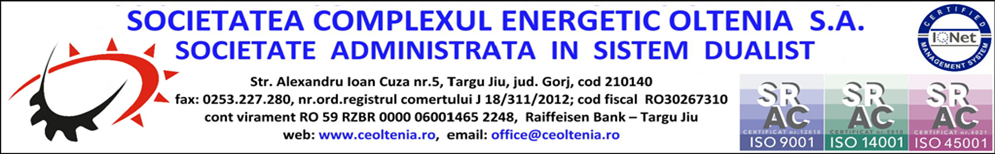 SOCIETATEA COMPLEXUL ENERGETIC OLTENIA S.A.
SOCIETATE ADMINISTRATA IN SISTEM DUALIST
Str. Alexandru Ioan Cuza nr.5, Targu Jiu, jud. Gorj, cod 210140
fax: 0253.227.280, nr.ord.registrul comertului J 18/311/2012; cod fiscal RO30267310
cont virament RO 59 RZBR 0000 06001465 2248, Raiffeisen Bank – Targu Jiu
web: www.ceoltenia.ro, email: office@ceoltenia.ro
CERTIFIED
IQNet
MANAGEMENT SYSTEM
SR AC
ISO 9001
SR AC
ISO 14001
SR AC
ISO 45001